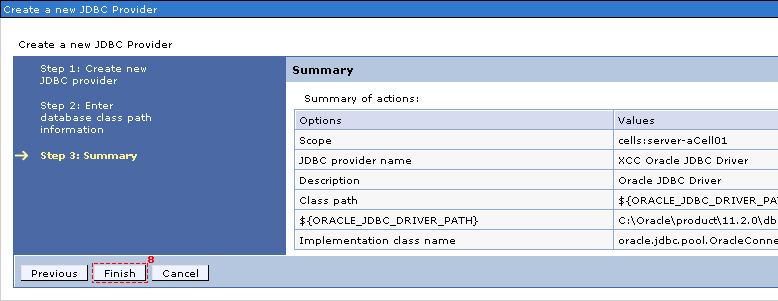 Create a new JDBC Provider
Create a new JDBC Provider
Step 1: Create new
JDBC provider
Step 2: Enter
database class path
information
Step 3: Summary
Summary
Summary of actions:
Options Values
Scope cells:server-aCell01
JDBC provider name XCC Oracle JDBC Driver
Description Oracle JDBC Driver
Class path ${ORACLE_JDBC_DRIVER_PA
${ORACLE_JDBC_DRIVER_PATH} C:\Oracle\product\11.2.0\db
Implementation class name oracle.jdbc.pool.OracleConne
Previous Finish 8 Cancel